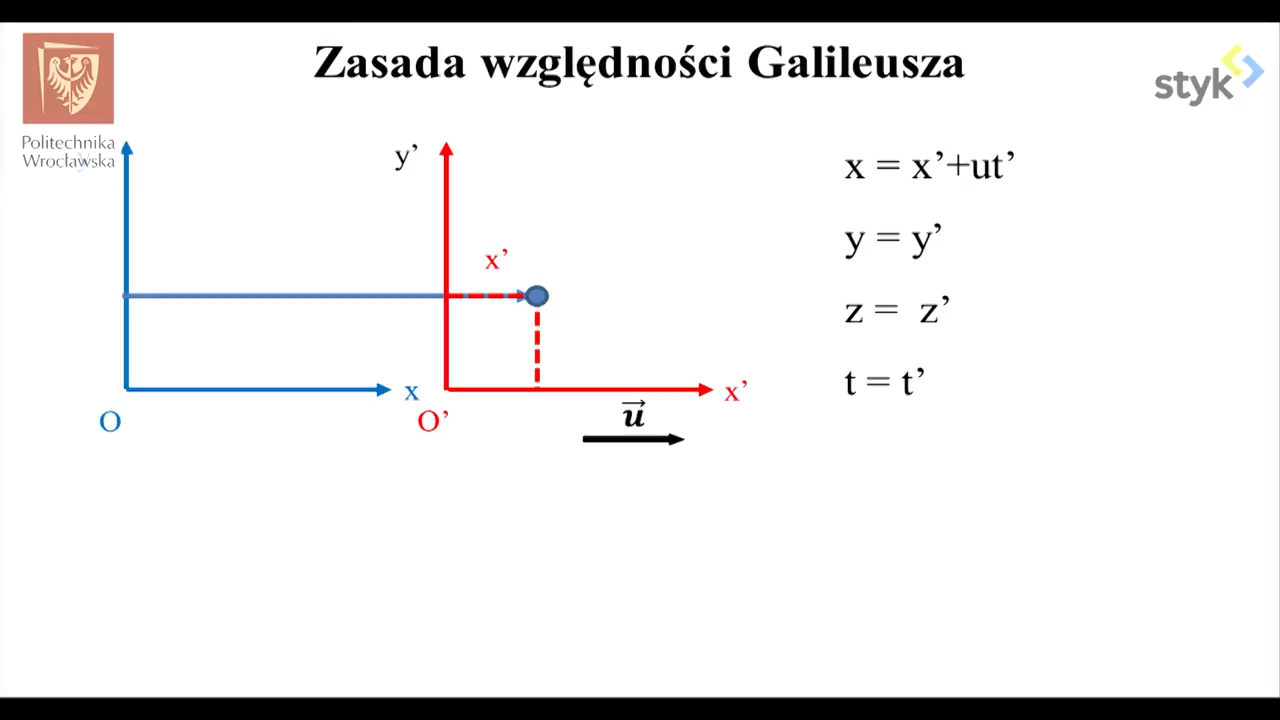 Zasada względności Galileusza
styk
Politechnika
Wrocławska
y
y’
x = x’+ut’
y = y’
x’
z = z’
t = t’
x
x’
O
O’
u